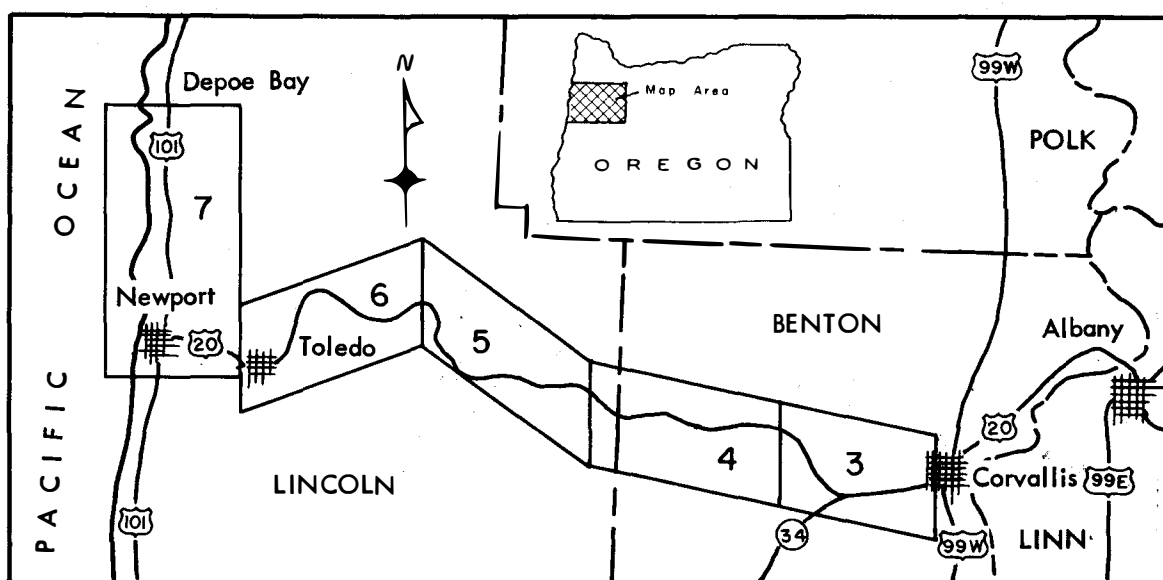 Depoe Bay
N
99W
Map Area
OREGON
POLK
101
PACIFIC OCEAN
7
6
5
Newport
20
Toledo
BENTON
Albany
4
3
20
Corvallis
99E
LINCOLN
101
34
99W
LINN